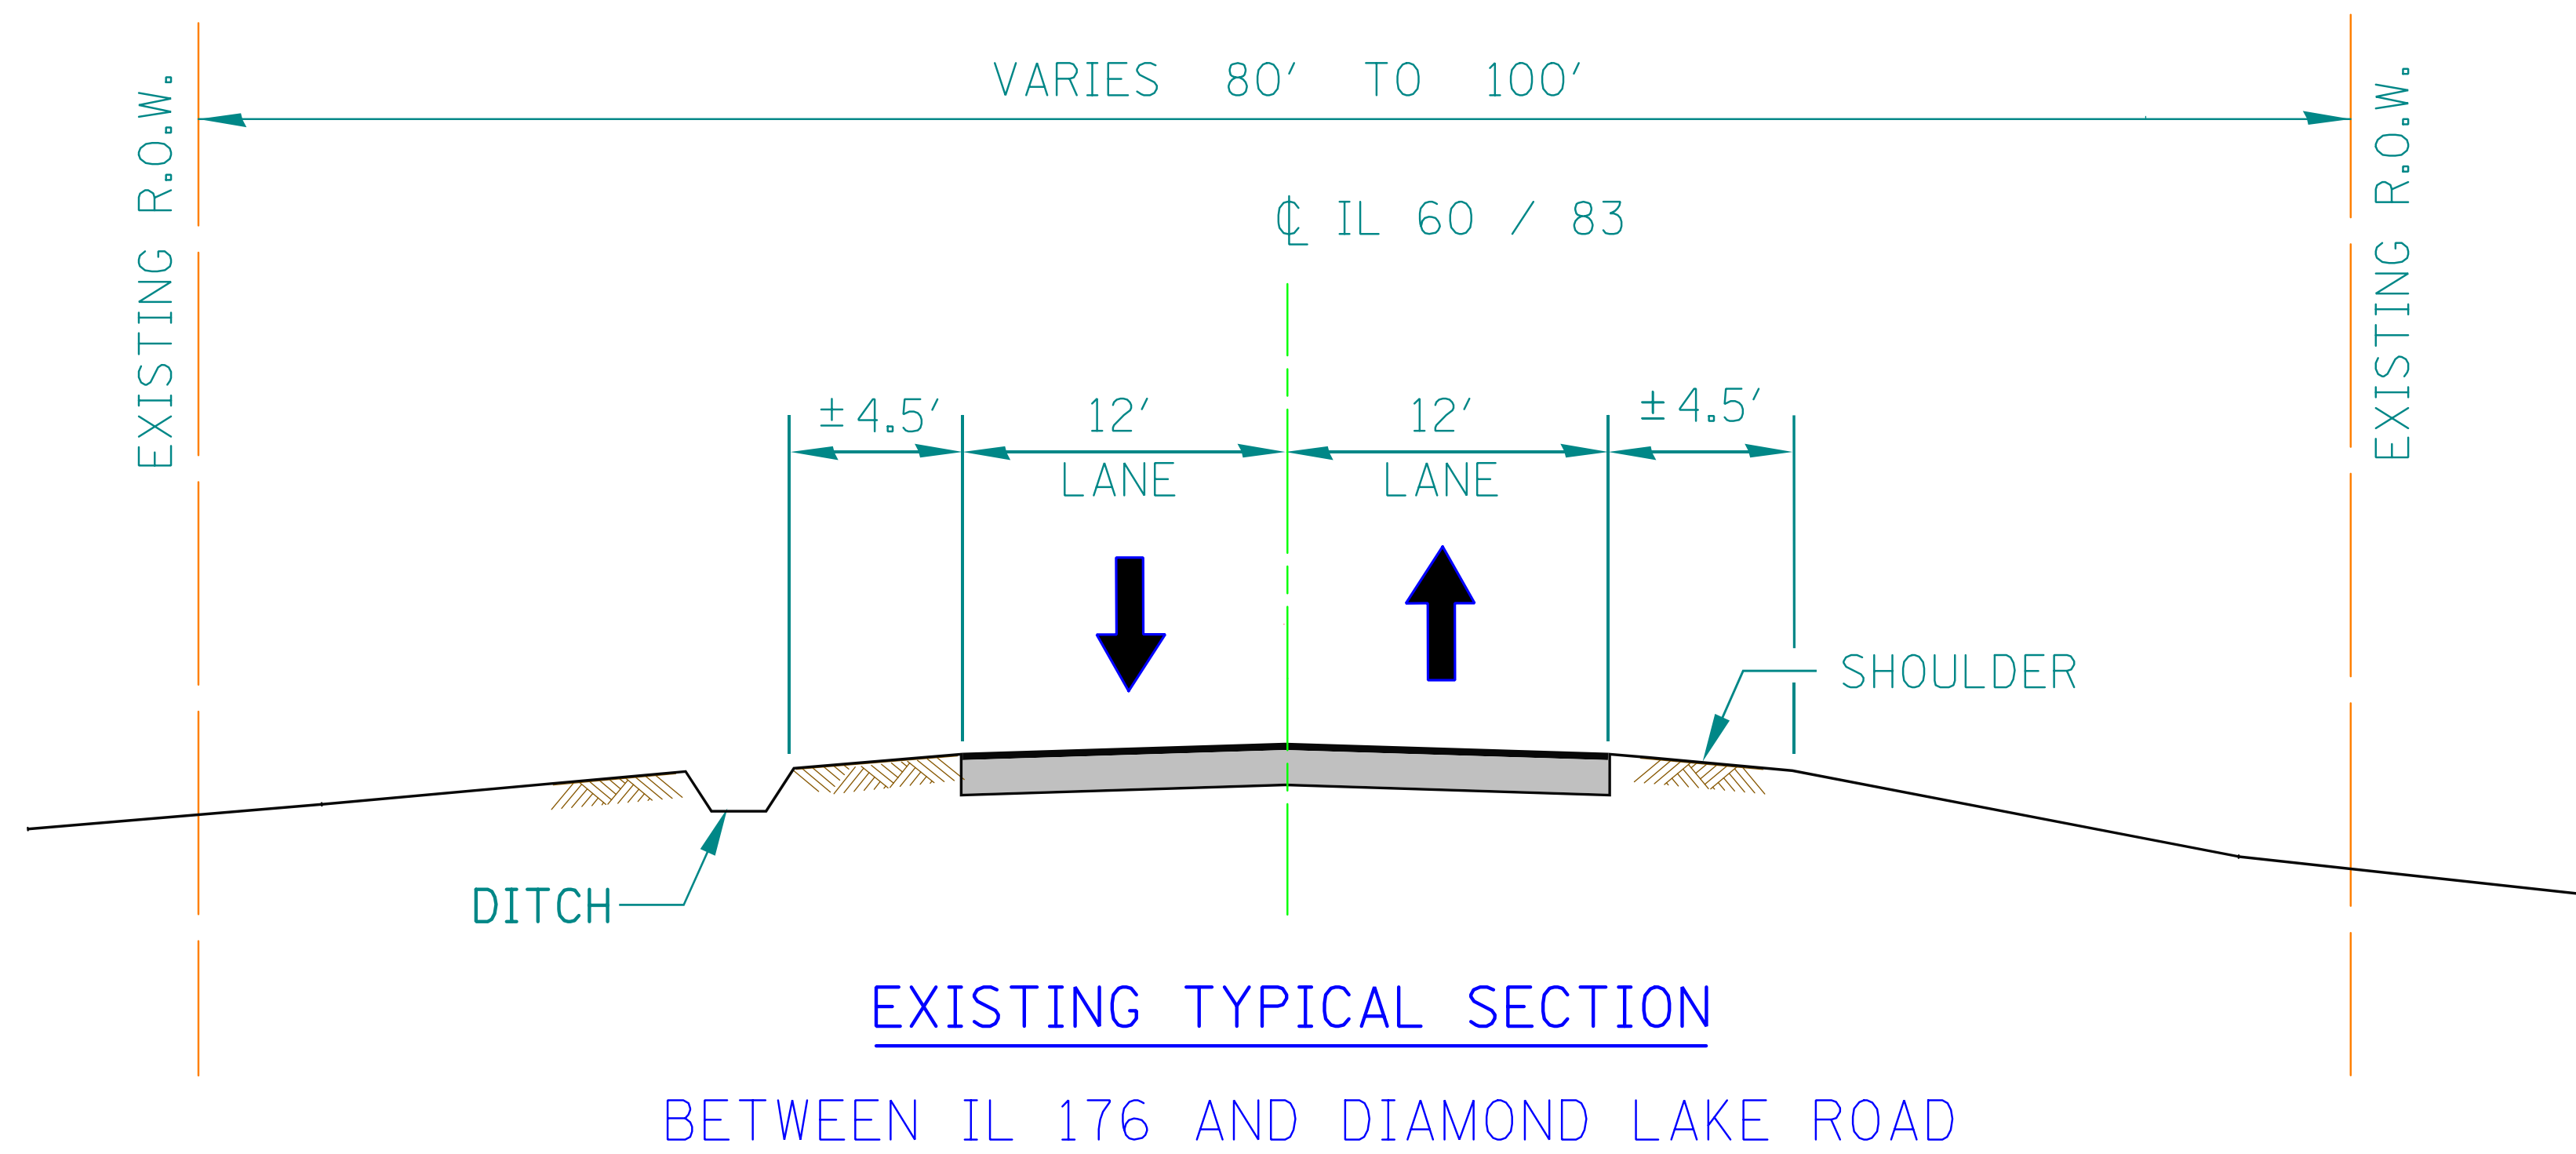 VARIES 80' TO 100'
EXISTING R.O.W.
EXISTING R.O.W.
℄ IL 60 / 83
±4.5'
12'
LANE
12'
LANE
±4.5'
SHOULDER
DITCH
EXISTING TYPICAL SECTION
BETWEEN IL 176 AND DIAMOND LAKE ROAD